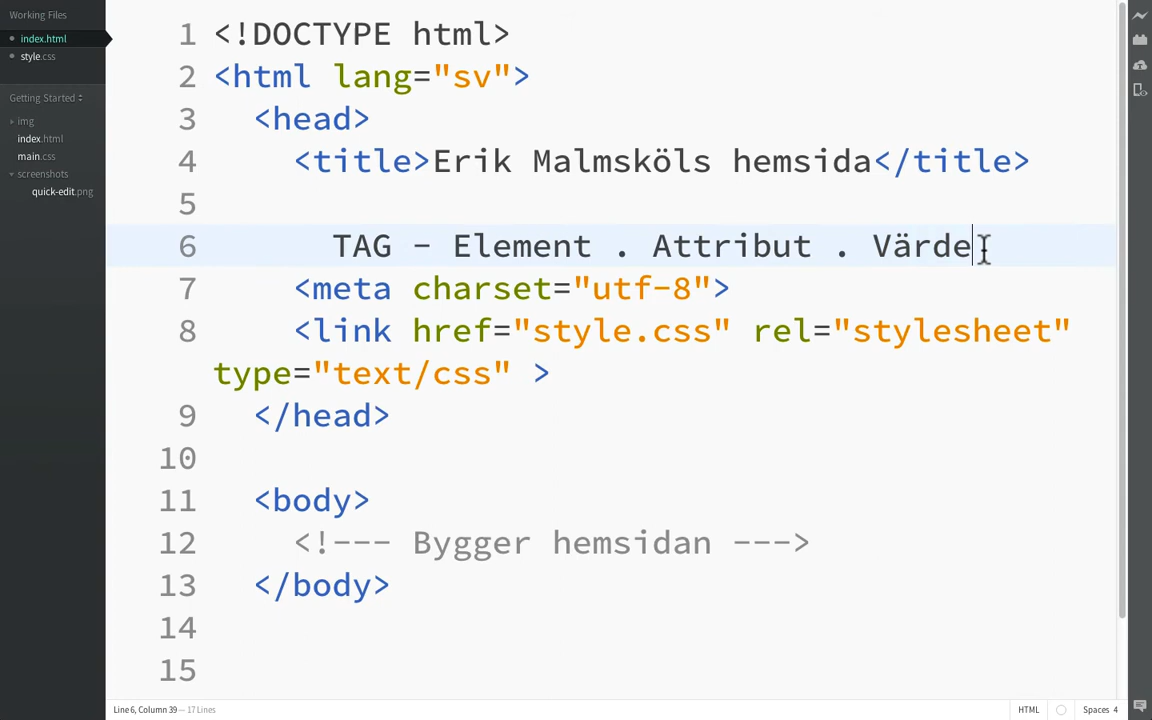 Working Files
index.html
style.css
Getting Started
img
index.html
main.css
screenshots
quick-edit.png
1 <!DOCTYPE html>
2 <html lang="sv">
3 <head>
4 <title>Erik Malmsköls hemsida</title>
5
6 TAG - Element . Attribut . Värde
7 <meta charset="utf-8">
8 <link href="style.css" rel="stylesheet"
type="text/css" >
9 </head>
10
11 <body>
12 <!--- Bygger hemsidan --->
13 </body>
14
15
Line 6, Column 39 — 17 Lines
HTML
Spaces: 4